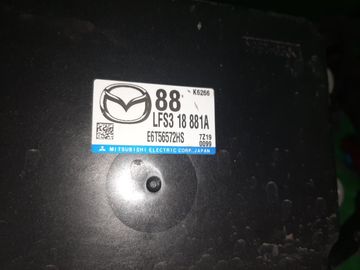 88 K6266
LFS3 18 881A
E6T56572HS 7Z19
0099
MITSUBISHI ELECTRIC CORP. JAPAN